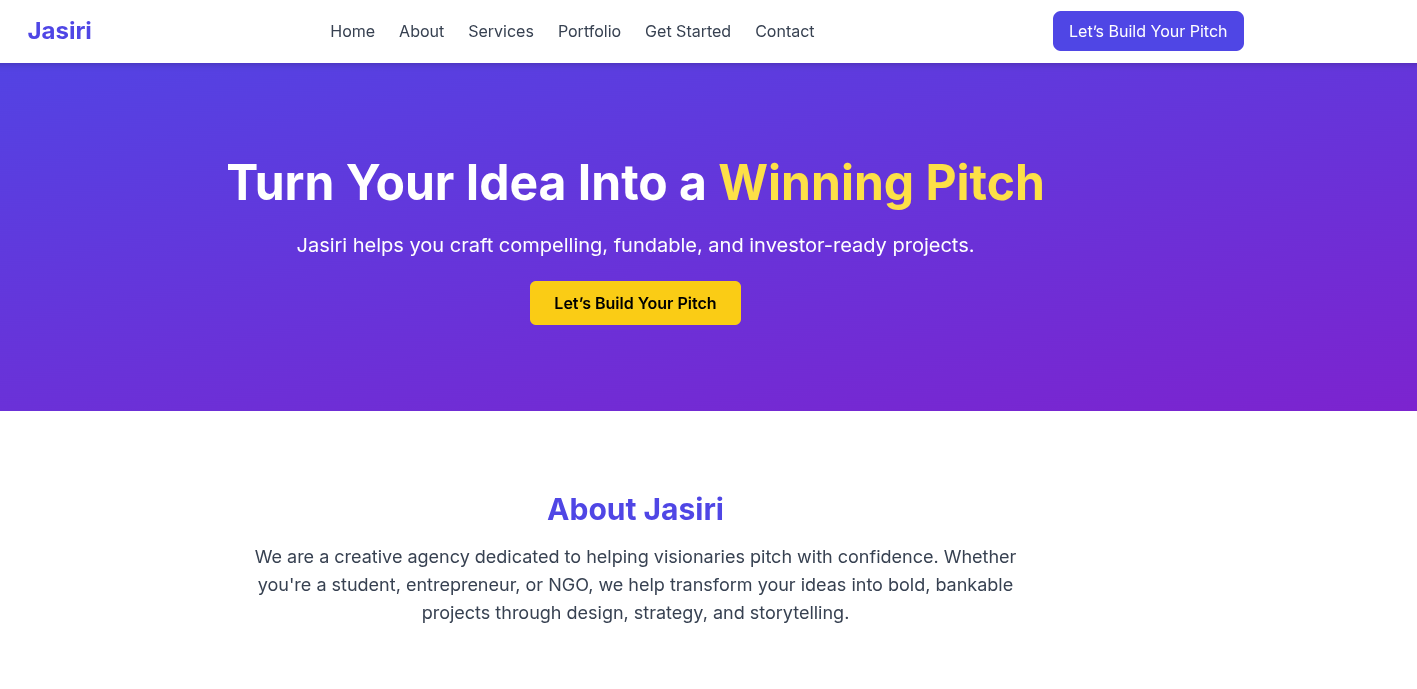 Jasiri
Home About Services Portfolio Get Started Contact
Let’s Build Your Pitch
Turn Your Idea Into a Winning Pitch
Jasiri helps you craft compelling, fundable, and investor-ready projects.
Let’s Build Your Pitch
About Jasiri
We are a creative agency dedicated to helping visionaries pitch with confidence. Whether
you're a student, entrepreneur, or NGO, we help transform your ideas into bold, bankable
projects through design, strategy, and storytelling.